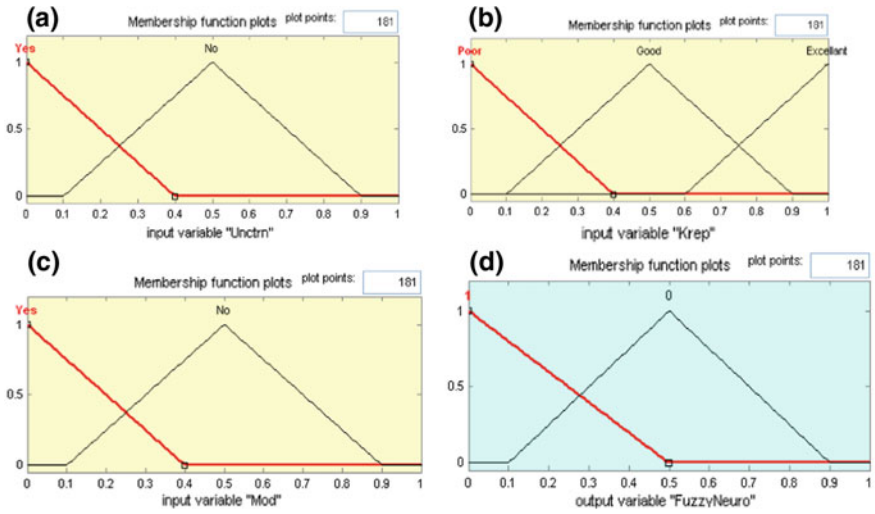 (a)
Membership function plots plot points: 181
Yes No
1
0.5
0
0 0.1 0.2 0.3 0.4 0.5 0.6 0.7 0.8 0.9 1
input variable "Unctrn"
(b)
Membership function plots plot points: 181
Poor Good Excellant
1
0.5
0
0 0.1 0.2 0.3 0.4 0.5 0.6 0.7 0.8 0.9 1
input variable "Krep"
(c)
Membership function plots plot points: 181
Yes No
1
0.5
0
0 0.1 0.2 0.3 0.4 0.5 0.6 0.7 0.8 0.9 1
input variable "Mod"
(d)
Membership function plots plot points: 181
1 0
1
0.5
0
0 0.1 0.2 0.3 0.4 0.5 0.6 0.7 0.8 0.9 1
output variable "FuzzyNeuro"